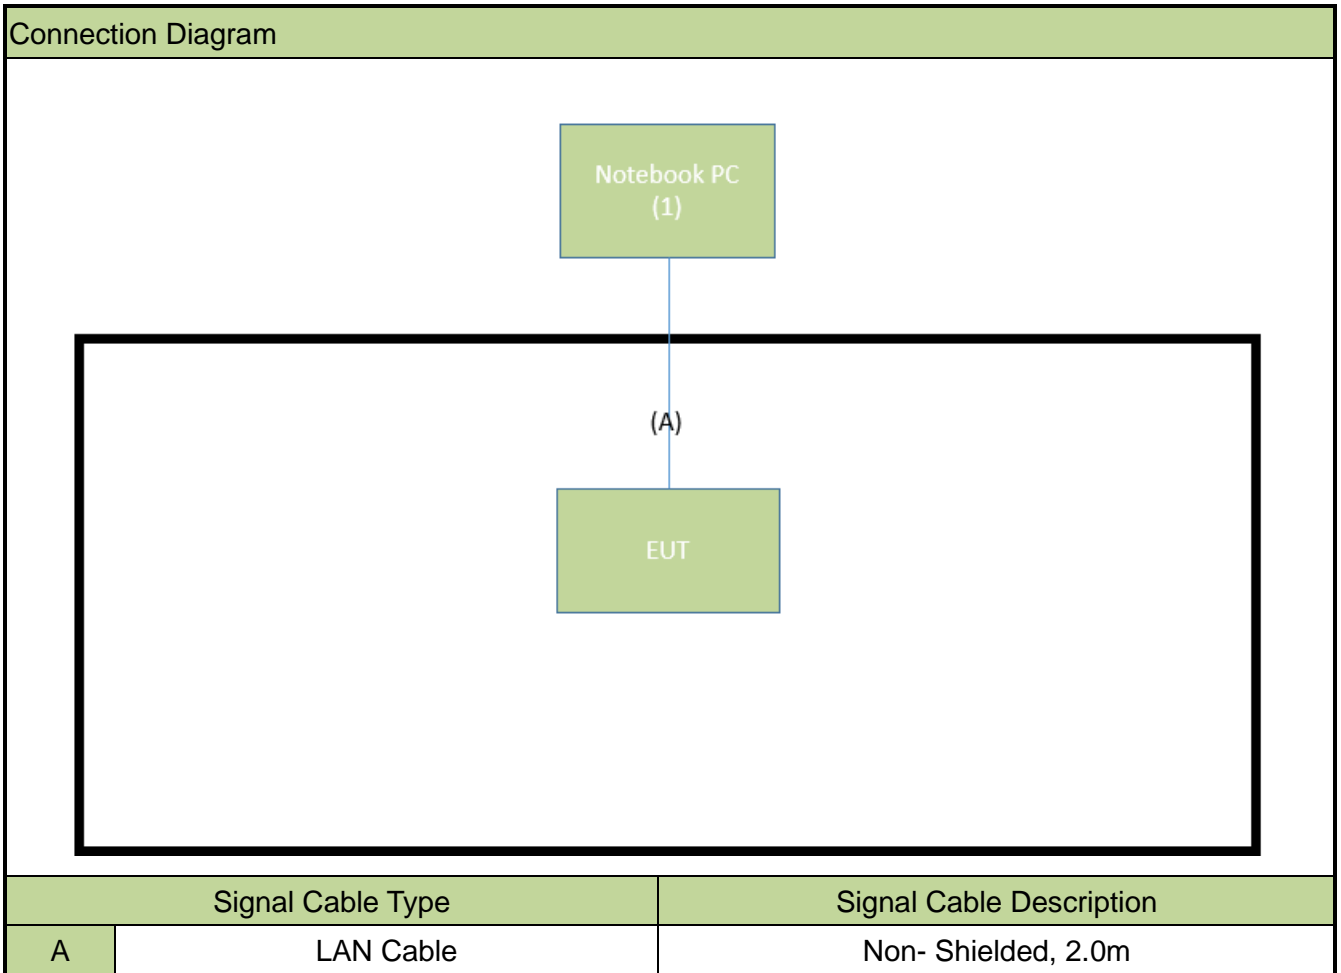 Connection Diagram
Notebook PC
(1)
(A)
EUT
Signal Cable Type Signal Cable Description
A LAN Cable Non- Shielded, 2.0m